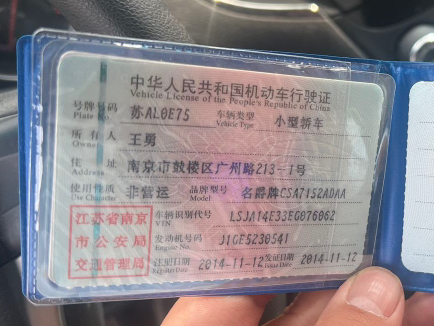 中华人民共和国机动车行驶证
Vehicle License of the People's Republic of China
号牌号码 苏AL0E75 车辆类型 小型轿车
Plate No. Vehicle Type
所有人 王勇
Owner
住址 南京市鼓楼区广州路213-1号
Address
使用性质 非营运 品牌型号 名爵牌CSA7152ADAA
Use Character Model
江苏省南京
市公安局
交通管理局
车辆识别代号 LSJA14E33EG076062
VIN
发动机号码 J1GE5230541
Engine No.
注册日期 2014-11-12 发证日期 2014-11-12
Register Date Issue Date